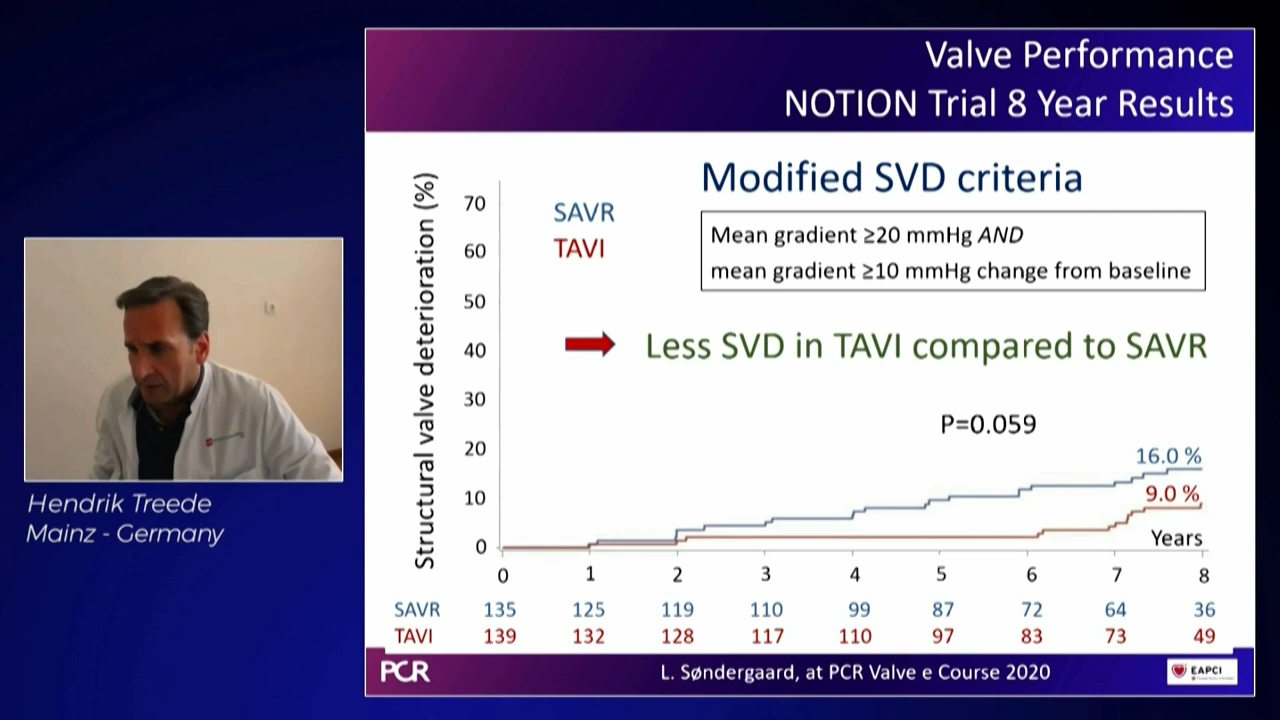 Valve Performance
NOTION Trial 8 Year Results
Modified SVD criteria
Mean gradient ≥20 mmHg AND
mean gradient ≥10 mmHg change from baseline
SAVR
TAVI
Less SVD in TAVI compared to SAVR
P=0.059
Structural valve deterioration (%)
70
60
50
40
30
20
10
0
16.0 %
9.0 %
Years
0 1 2 3 4 5 6 7 8
SAVR 135 125 119 110 99 87 72 64 36
TAVI 139 132 128 117 110 97 83 73 49
PCR
L. Søndergaard, at PCR Valve e Course 2020
EAPCI
Hendrik Treede
Mainz - Germany